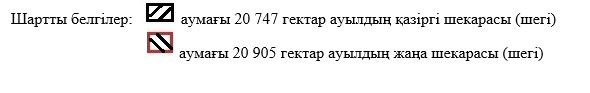 Шартты белгілер: аумағы 20 747 гектар ауылдың қазіргі шекарасы (шегі)
аумағы 20 905 гектар ауылдың жаңа шекарасы (шегі)